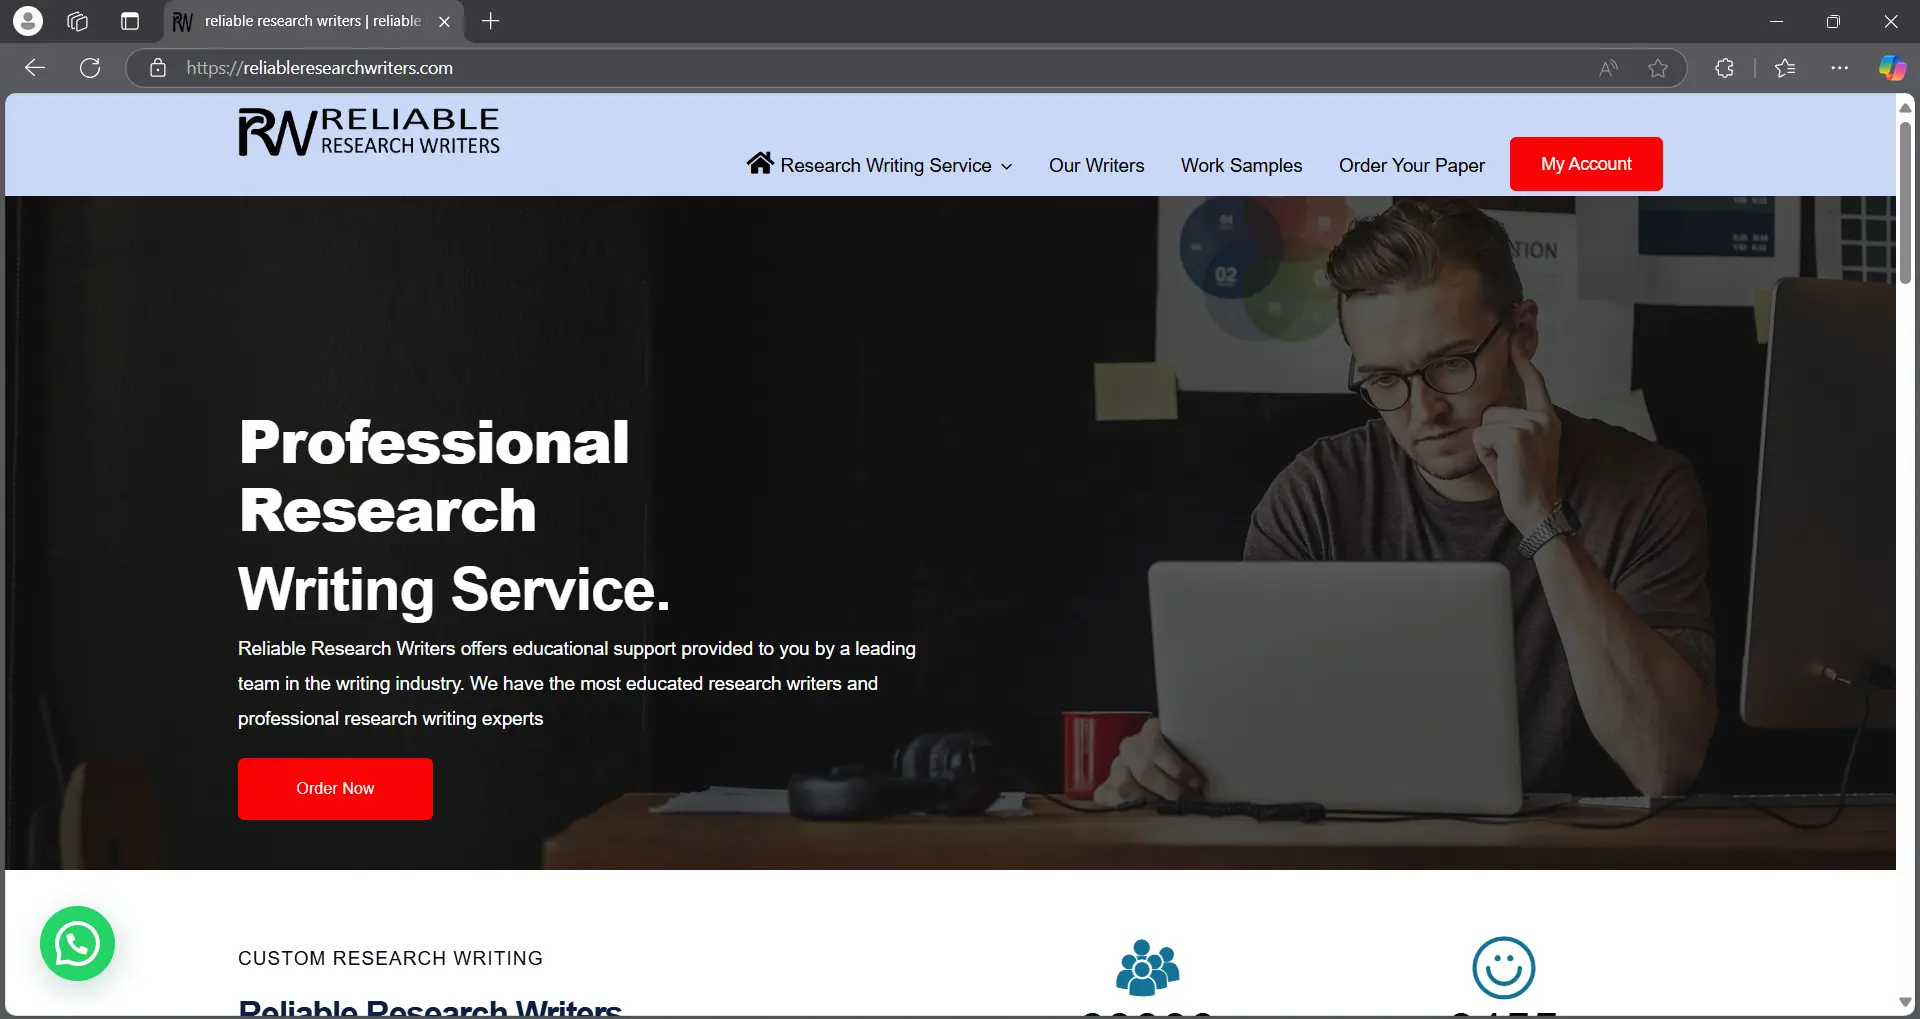 reliable research writers | reliable
https://reliableresearchwriters.com
RW RELIABLE
RESEARCH WRITERS
Research Writing Service
Our Writers
Work Samples
Order Your Paper
My Account
04
02
TION
Professional
Research
Writing Service.
Reliable Research Writers offers educational support provided to you by a leading
team in the writing industry. We have the most educated research writers and
professional research writing experts
Order Now
CUSTOM RESEARCH WRITING
Reliable Research Writers